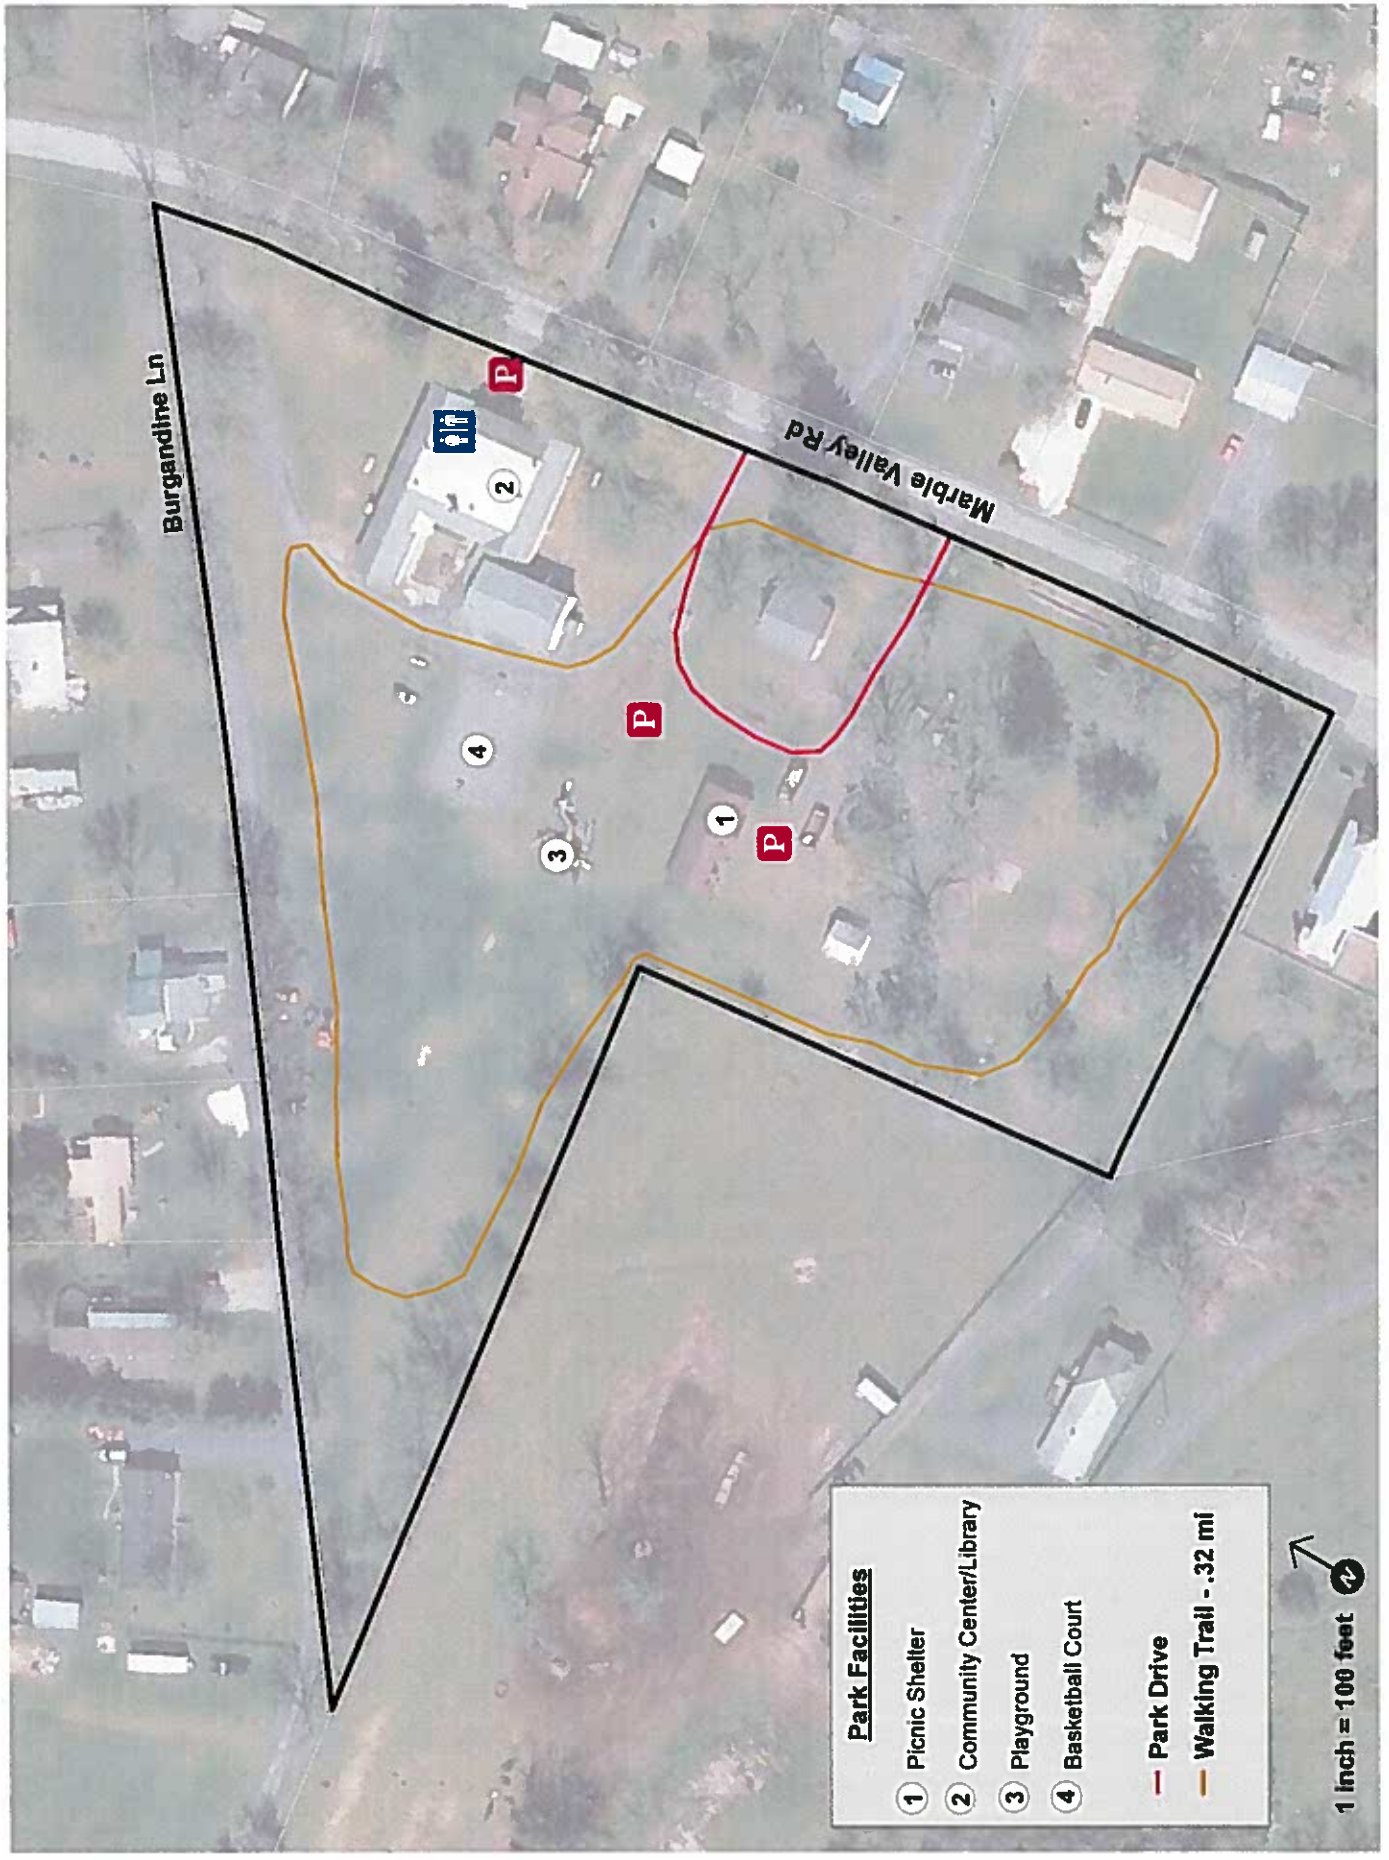 Burgandine Ln
P
2
Marble Valley Rd
4
P
3
1
P
Park Facilities
1 Picnic Shelter
2 Community Center/Library
3 Playground
4 Basketball Court
Park Drive
Walking Trail - .32 mi
N
1 inch = 100 feet